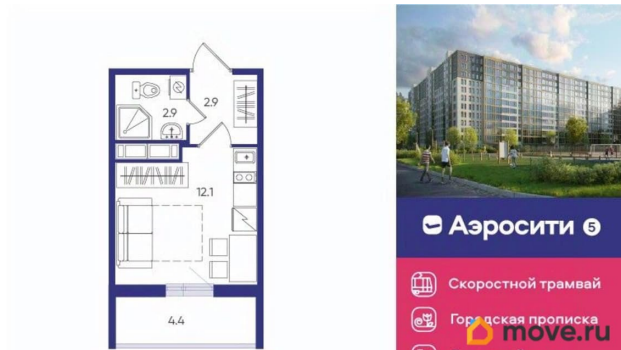 2.9
2.9
12.1
4.4
Аэросити 5
Скоростной трамвай
Городская прописка
move.ru